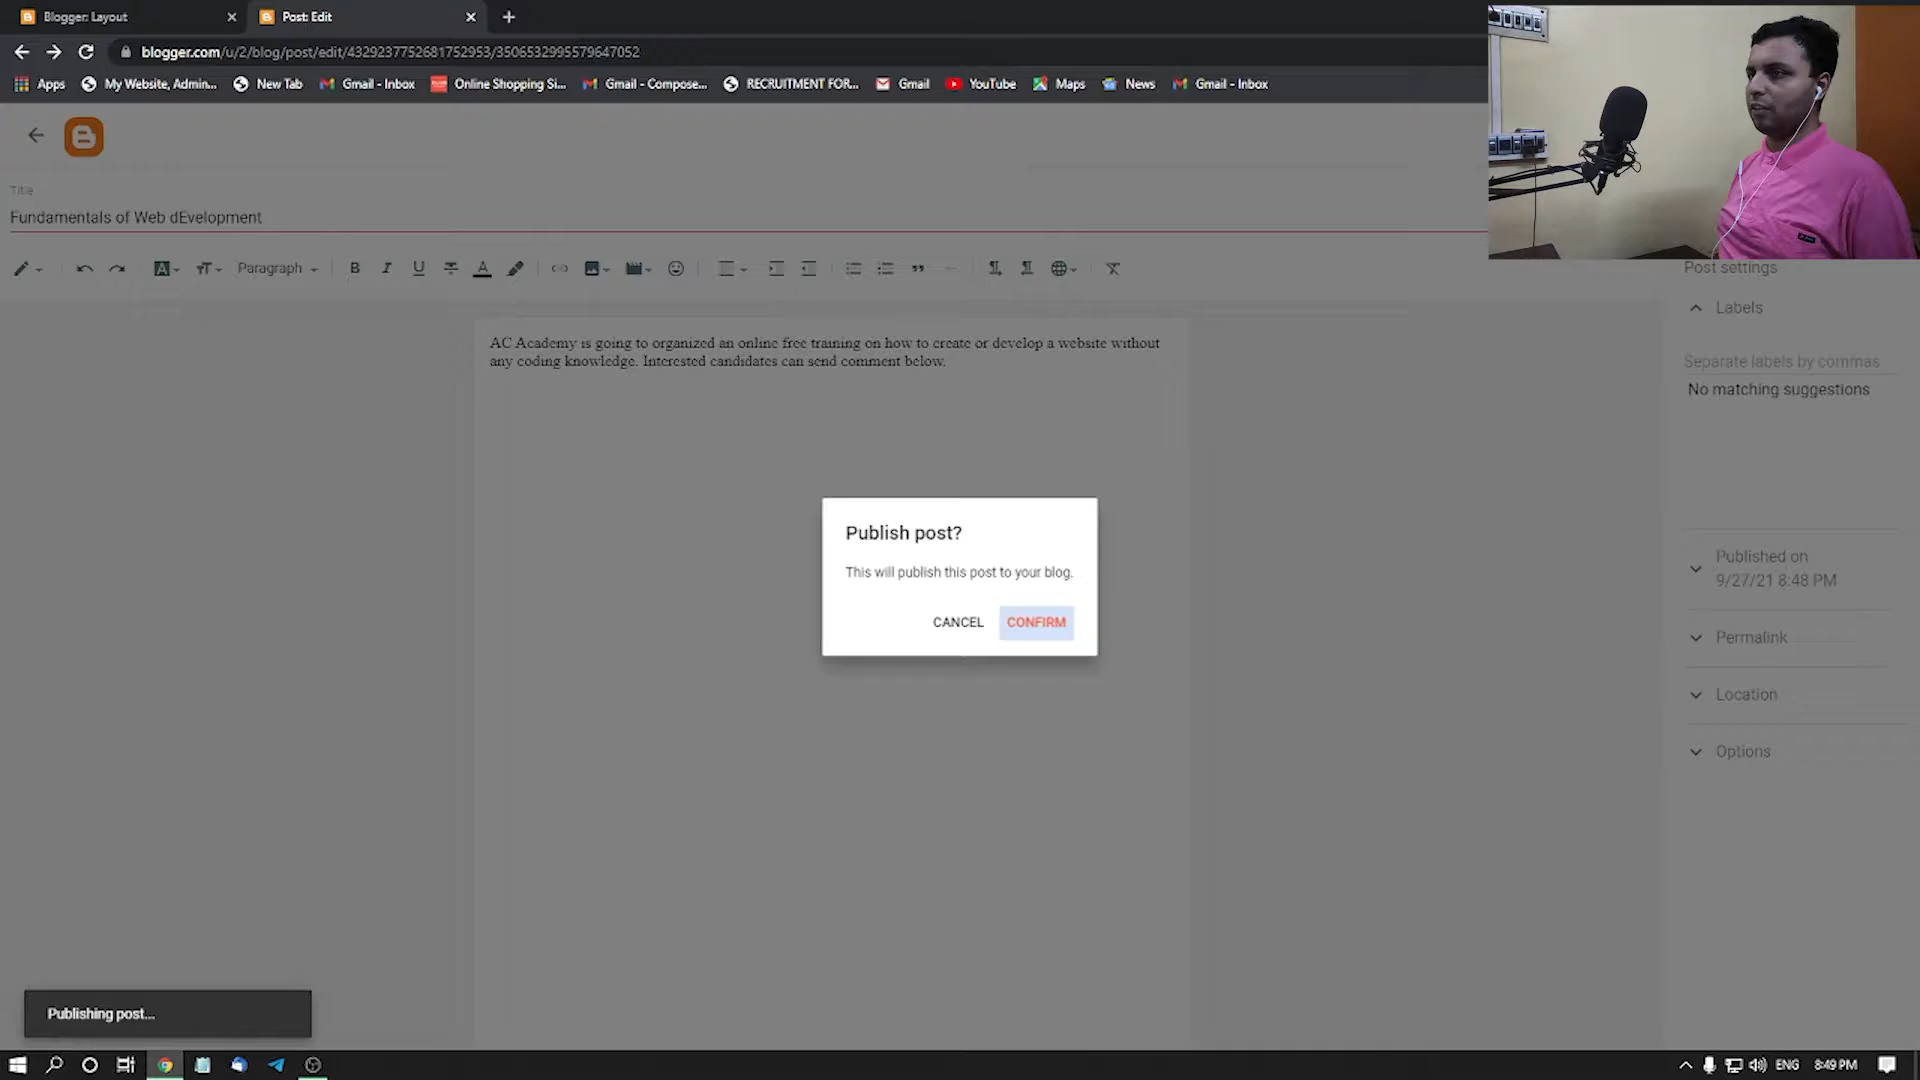 Blogger: Layout
Post: Edit
blogger.com/u/2/blog/post/edit/4329237752681752953/3506532995579647052
Apps
My Website, Admin...
New Tab
Gmail - Inbox
Online Shopping Si...
Gmail - Compose...
RECRUITMENT FOR...
Gmail
YouTube
Maps
News
Gmail - Inbox
Title
Fundamentals of Web dEvelopment
Paragraph
Post settings
Labels
Separate labels by commas
No matching suggestions
AC Academy is going to organized an online free training on how to create or develop a website without
any coding knowledge. Interested candidates can send comment below.
Publish post?
This will publish this post to your blog.
CANCEL
CONFIRM
Published on
9/27/21 8:48 PM
Permalink
Location
Options
Publishing post...
ENG
8:49 PM